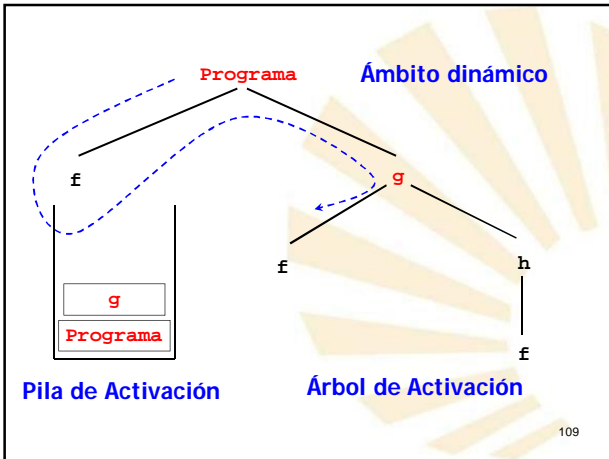 Programa
Ámbito dinámico
f
g
f
h
g
Programa
f
Pila de Activación
Árbol de Activación
109